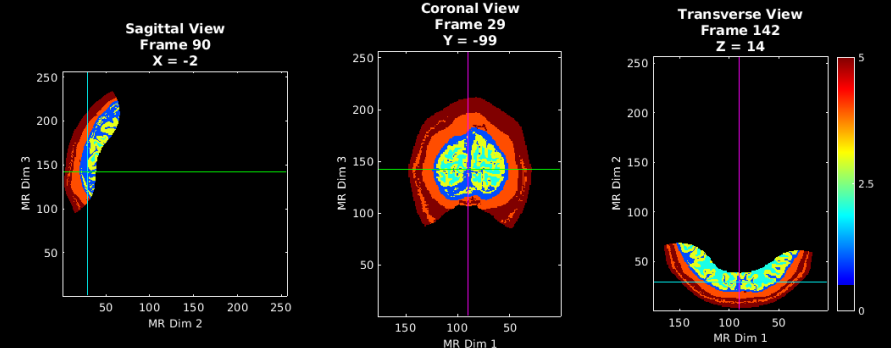 Sagittal View
Frame 90
X = -2
250
200
150
100
50
MR Dim 3
50
100
150
200
250
MR Dim 2
Coronal View
Frame 29
Y = -99
250
200
150
100
50
MR Dim 3
150
100
50
MR Dim 1
Transverse View
Frame 142
Z = 14
250
200
150
100
50
MR Dim 2
150
100
50
MR Dim 1
5
2.5
0